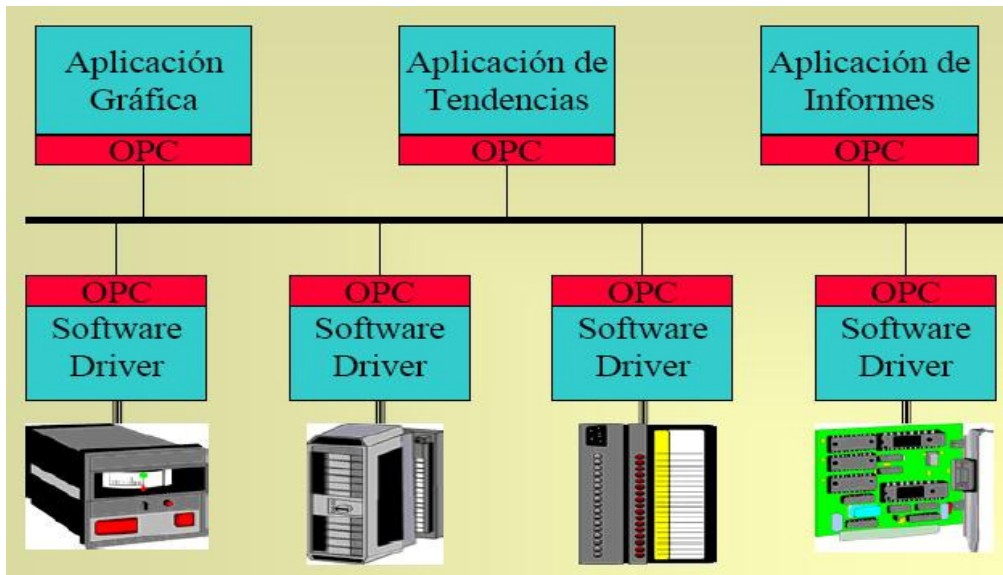 Aplicación
Gráfica
OPC
Aplicación de
Tendencias
OPC
Aplicación de
Informes
OPC
OPC
Software
Driver
OPC
Software
Driver
OPC
Software
Driver
OPC
Software
Driver